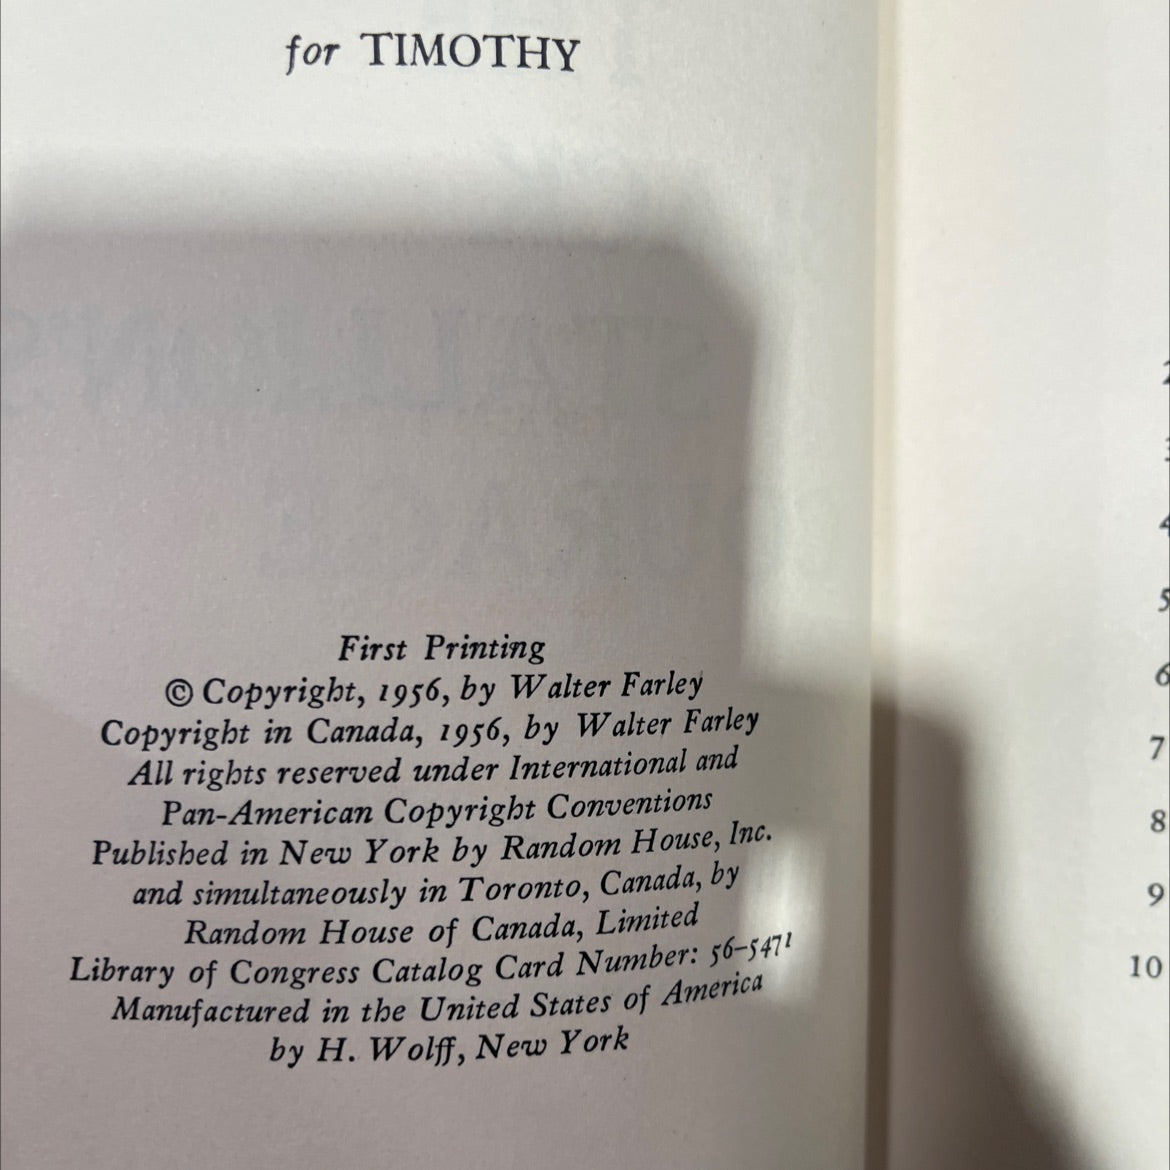 for TIMOTHY
First Printing
© Copyright, 1956, by Walter Farley
Copyright in Canada, 1956, by Walter Farley
All rights reserved under International and
Pan-American Copyright Conventions
Published in New York by Random House, Inc.
and simultaneously in Toronto, Canada, by
Random House of Canada, Limited
Library of Congress Catalog Card Number: 56-5471
Manufactured in the United States of America
by H. Wolff, New York
2
3
4
5
6
7
8
9
10